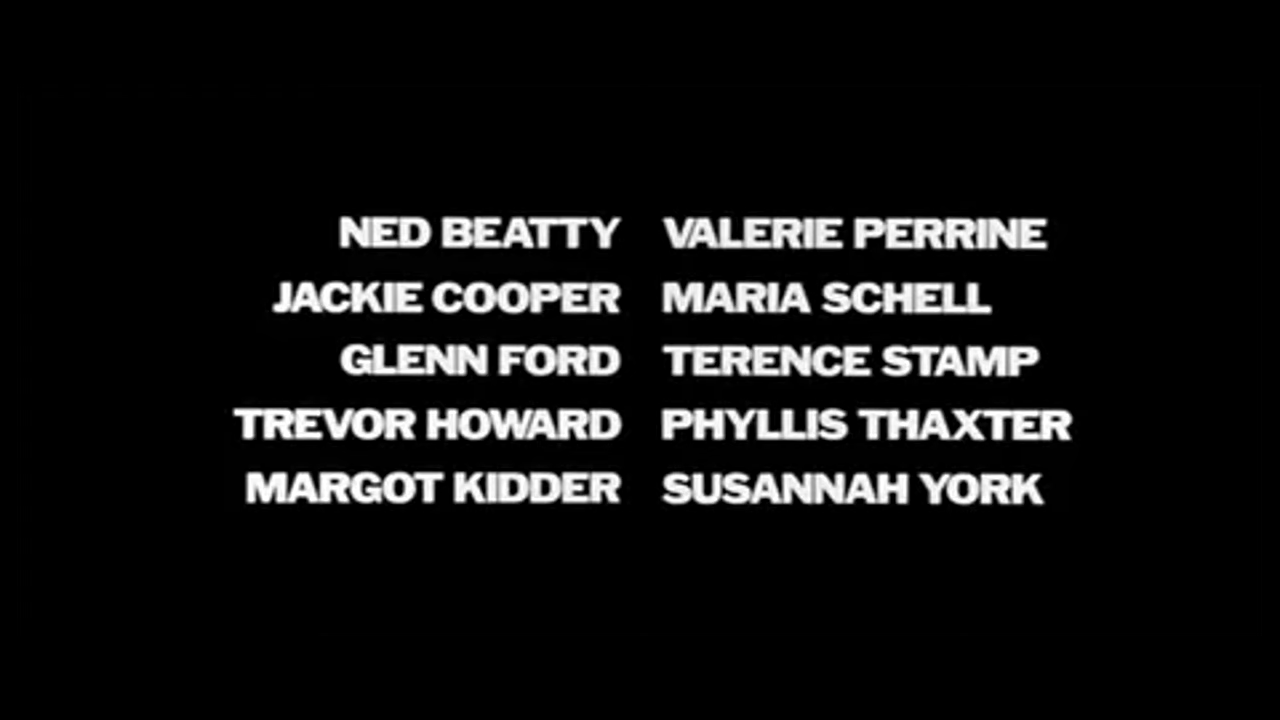 NED BEATTY VALERIE PERRINE
JACKIE COOPER MARIA SCHELL
GLENN FORD TERENCE STAMP
TREVOR HOWARD PHYLLIS THAXTER
MARGOT KIDDER SUSANNAH YORK